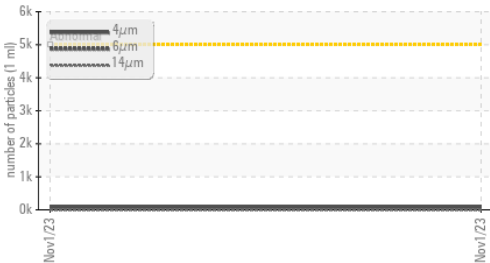 6k
5k
4k
3k
2k
1k
0k
number of particles (1 ml)
Abnormal
4µm
6µm
14µm
Nov1/23
Nov1/23